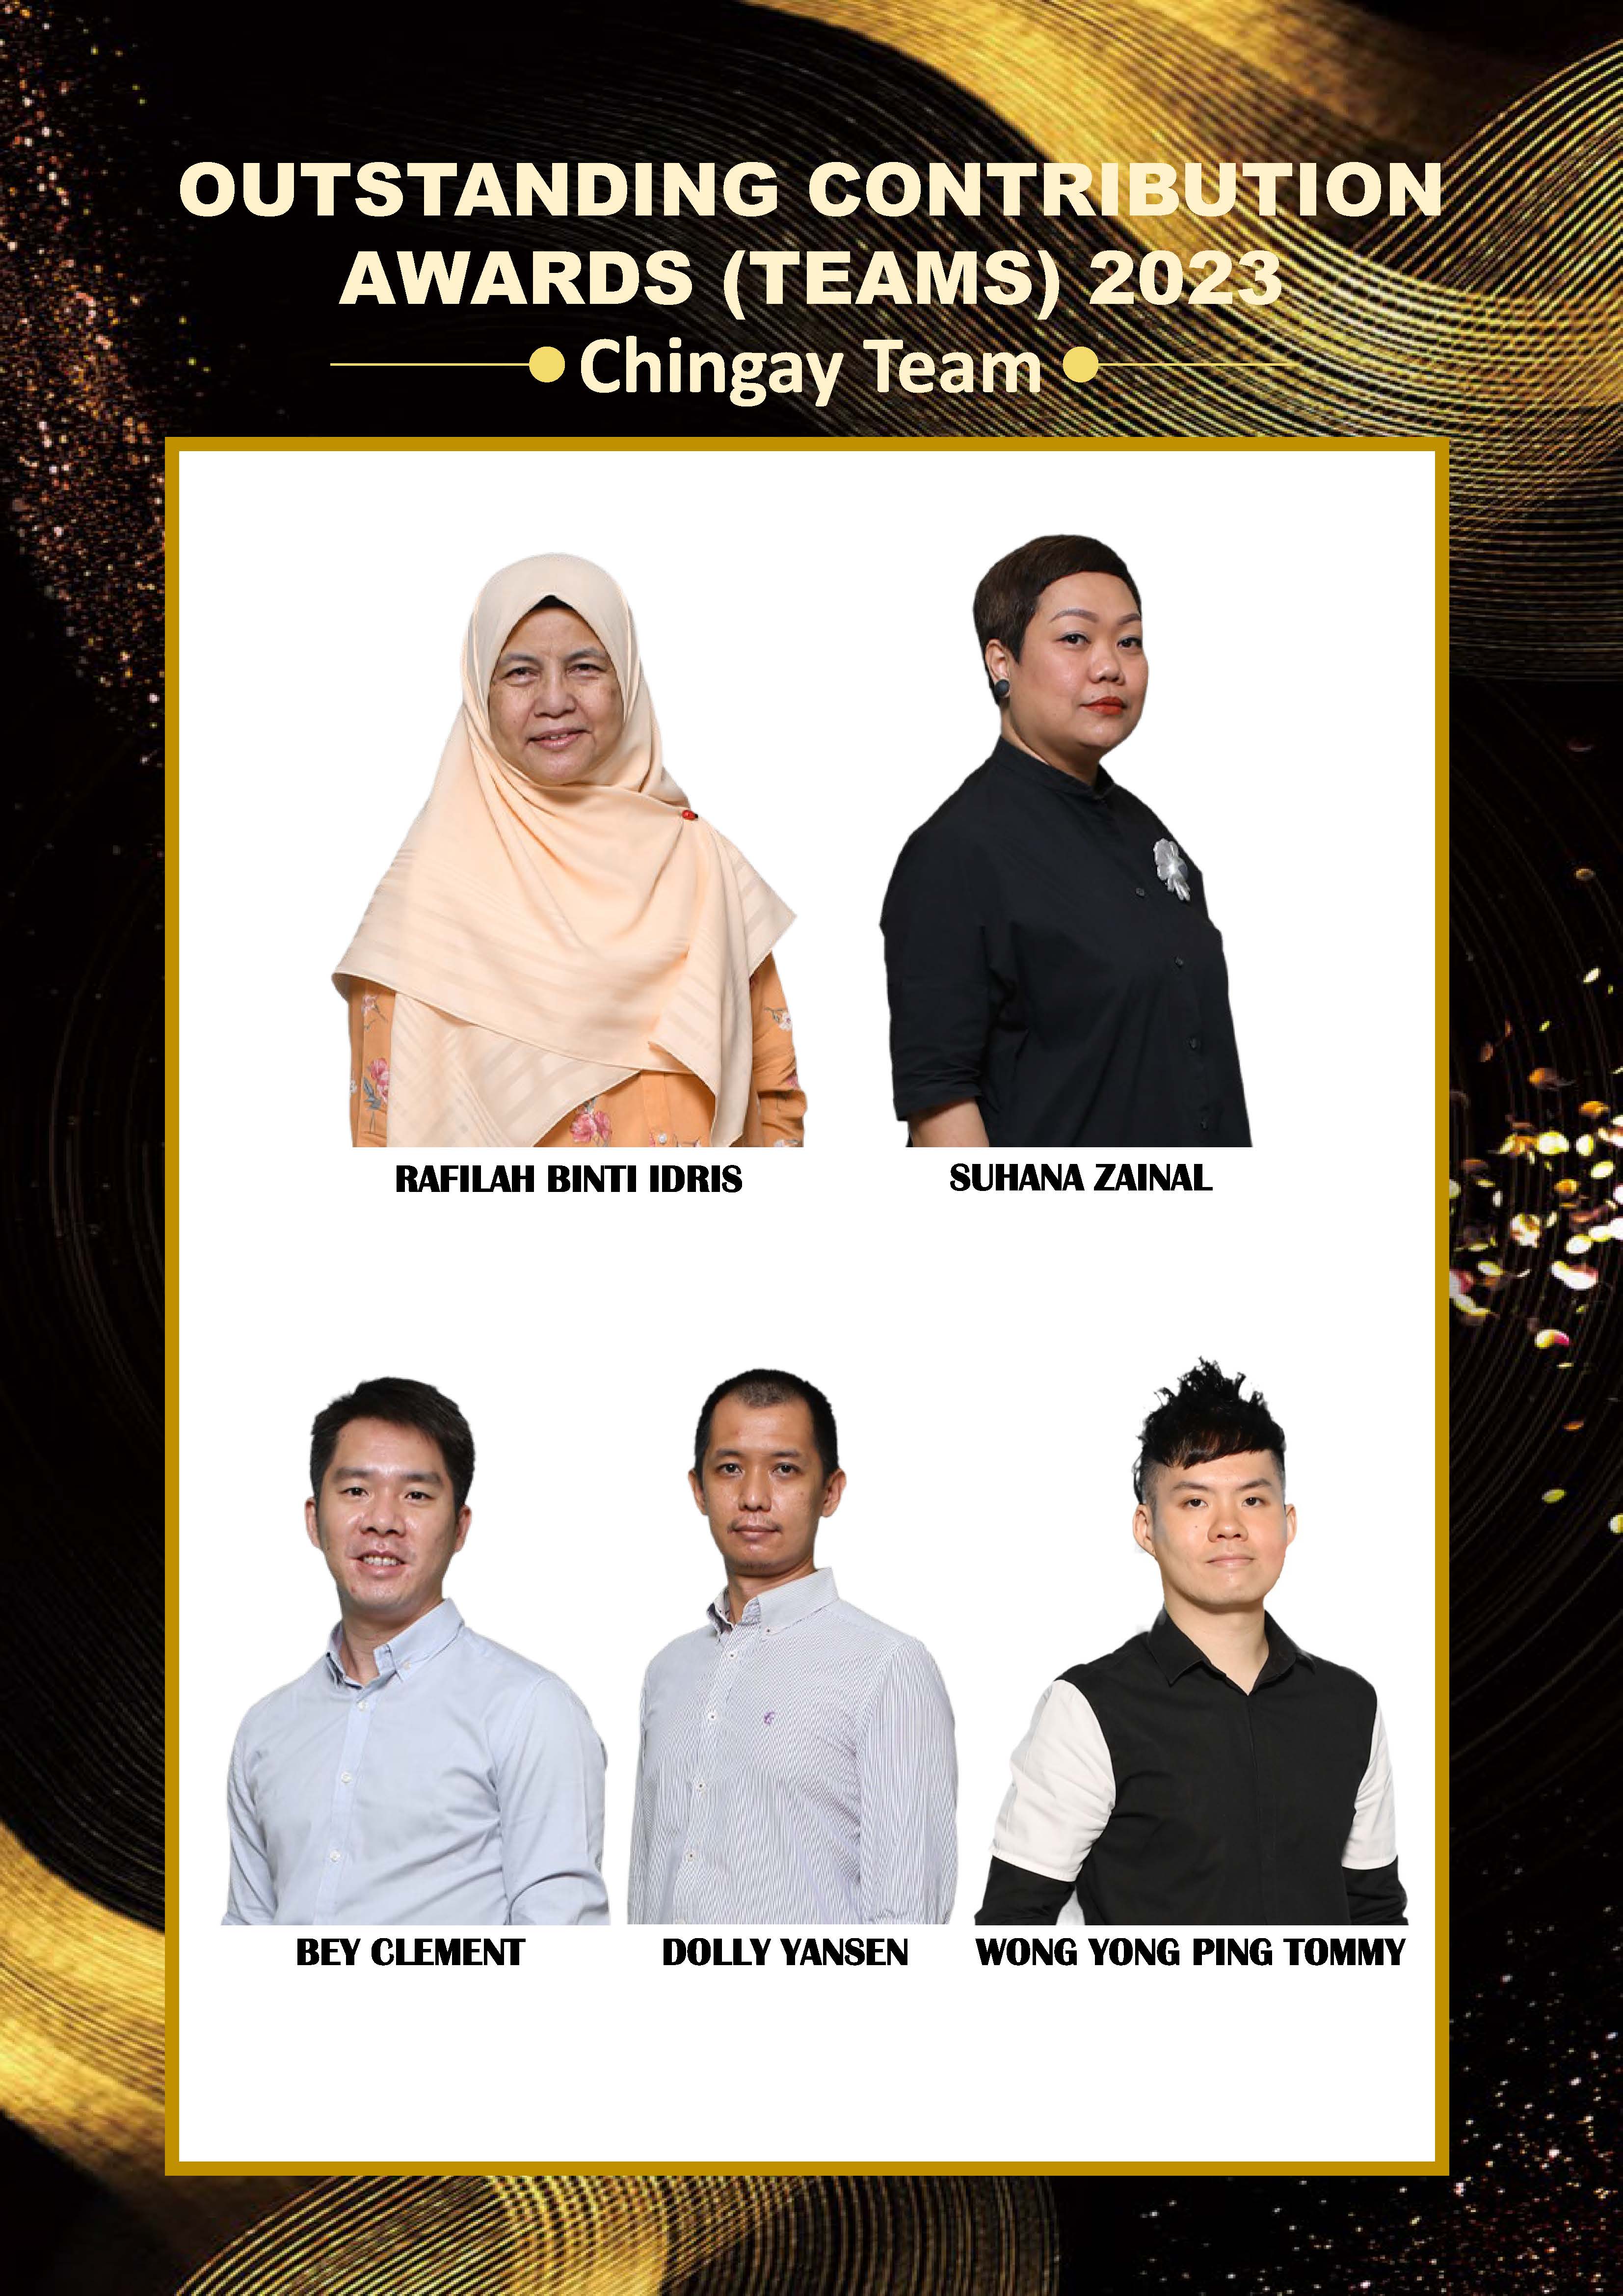 OUTSTANDING CONTRIBUTION
AWARDS (TEAMS) 2023
Chingay Team
RAFILAH BINTI IDRIS
SUHANA ZAINAL
BEY CLEMENT
DOLLY YANSEN
WONG YONG PING TOMMY